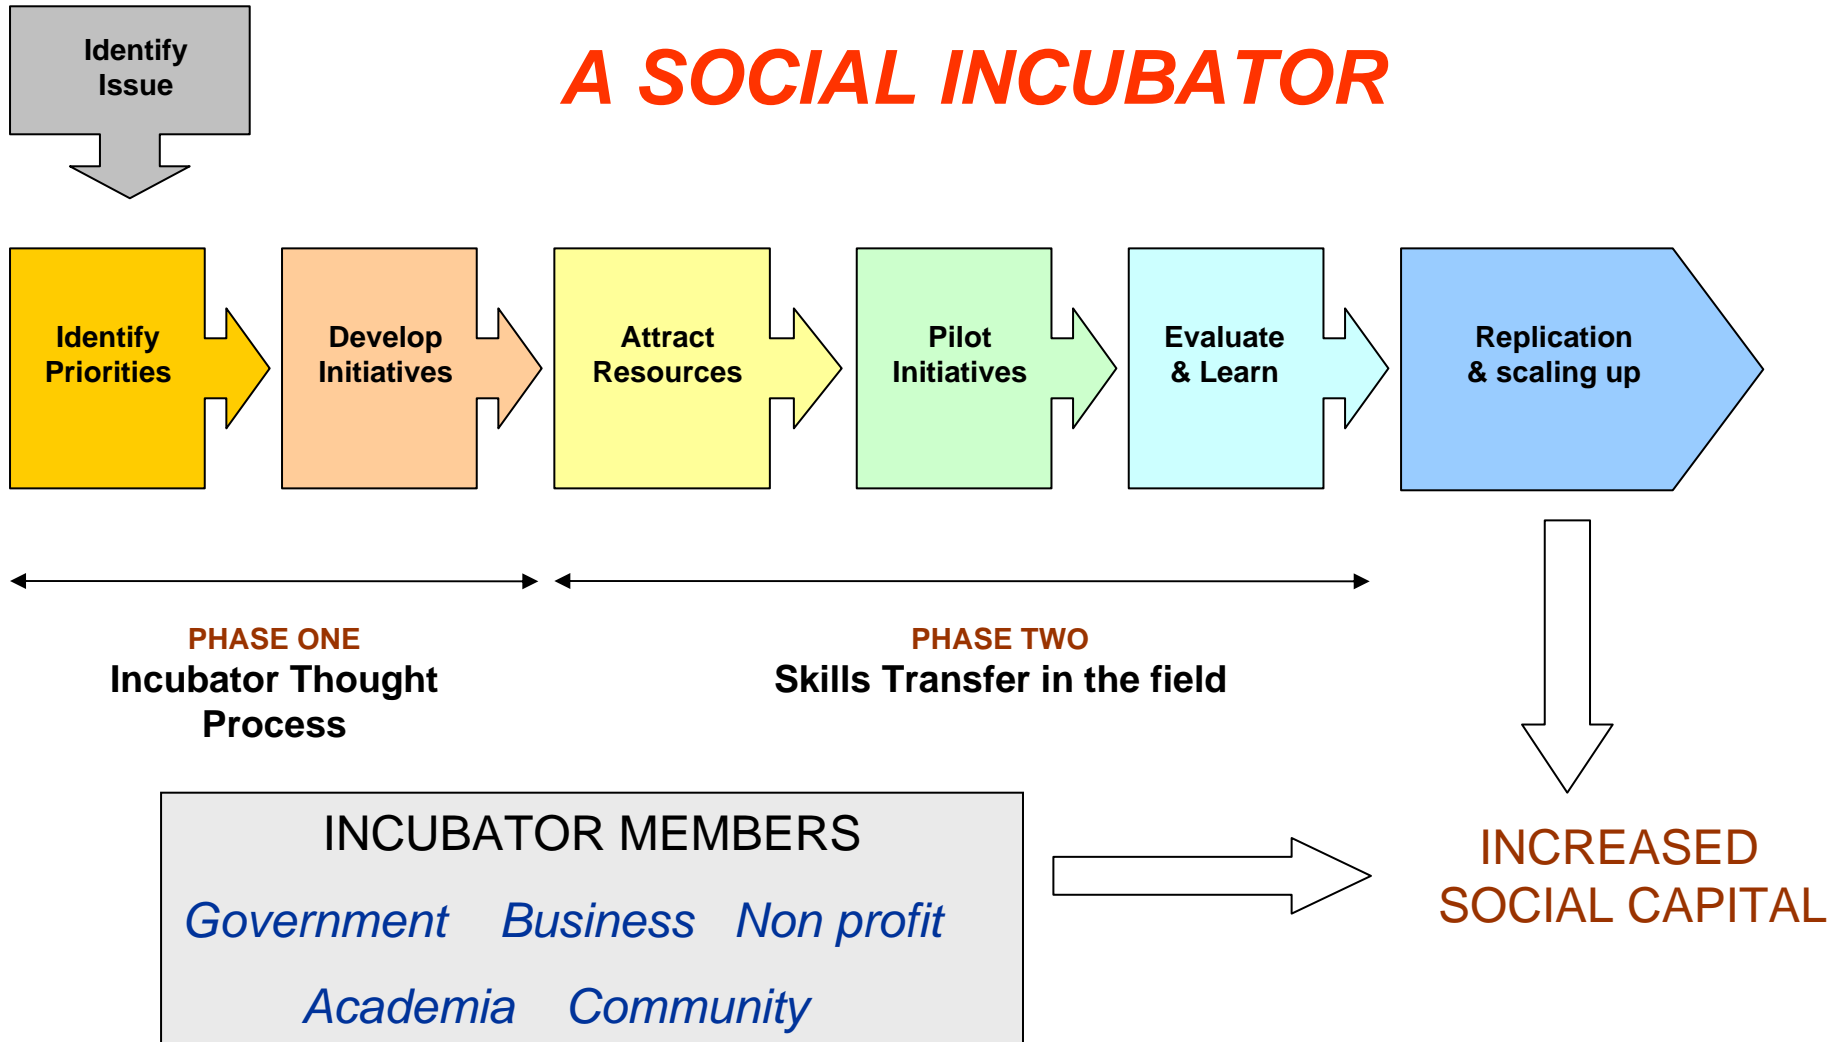 Identify
Issue
A SOCIAL INCUBATOR
Identify
Priorities
Develop
Initiatives
Attract
Resources
Pilot
Initiatives
Evaluate
& Learn
Replication
& scaling up
PHASE ONE
Incubator Thought
Process
PHASE TWO
Skills Transfer in the field
INCUBATOR MEMBERS
Government Business Non profit
Academia Community
INCREASED
SOCIAL CAPITAL